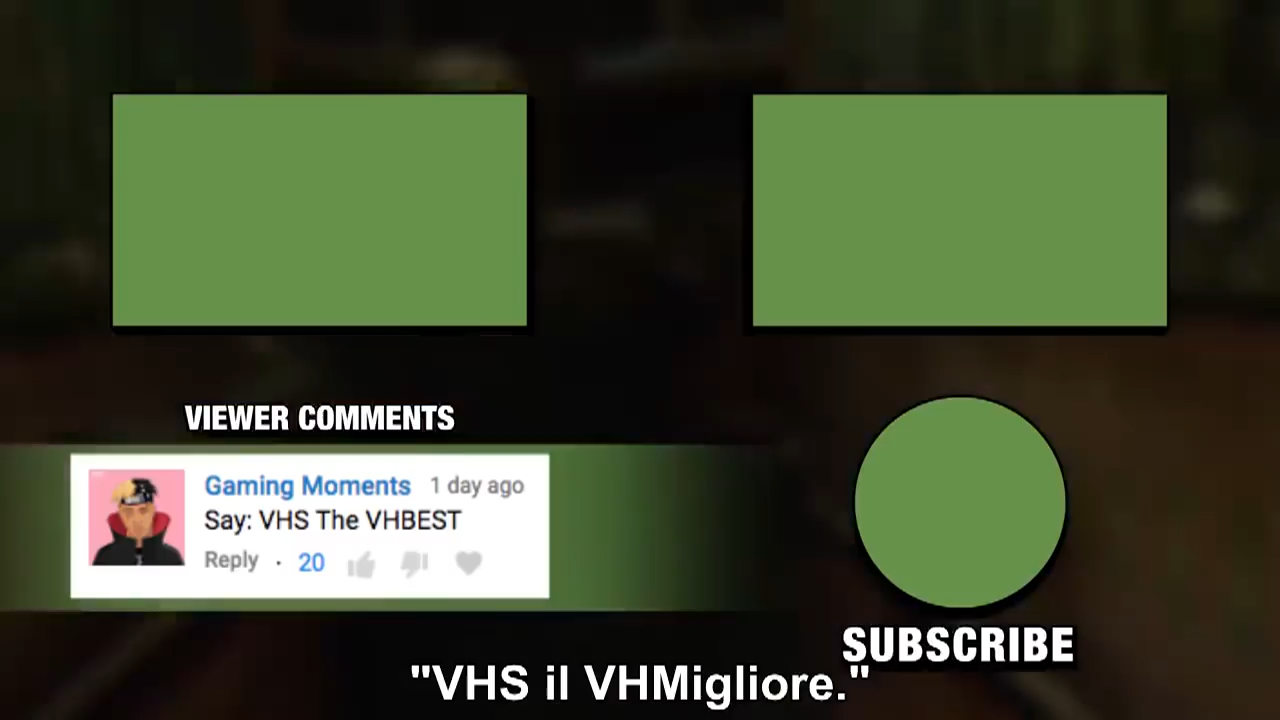 VIEWER COMMENTS
Gaming Moments 1 day ago
Say: VHS The VHBEST
Reply · 20
SUBSCRIBE
"VHS il VHMigliore."